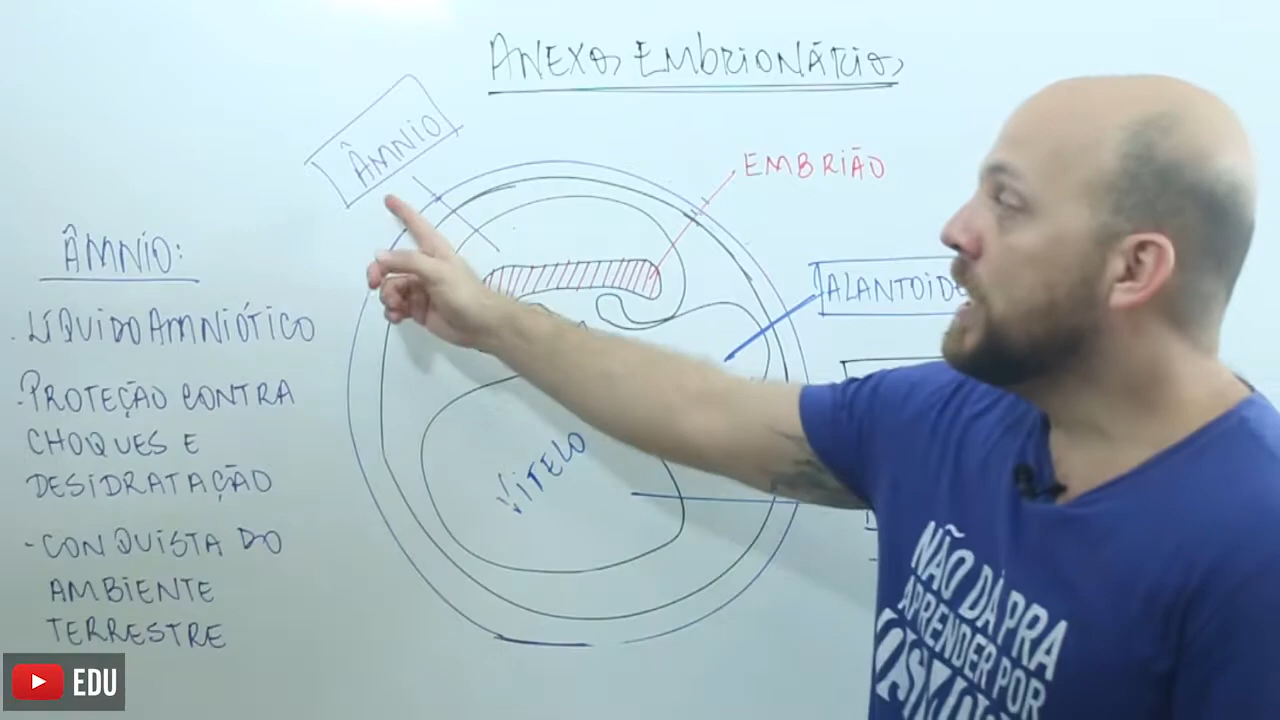 ANEXOS EMBRIONÁRIOS
ÂMNIO
EMBRIÃO
ÂMNIO:
LÍQUIDO AMNIÓTICO
ALANTOIDE
- PROTEÇÃO CONTRA
CHOQUES E
DESIDRATAÇÃO
VITELO
- CONQUISTA DO
AMBIENTE
TERRESTRE
NÃO DÁ PRA
APRENDER POR
EDU